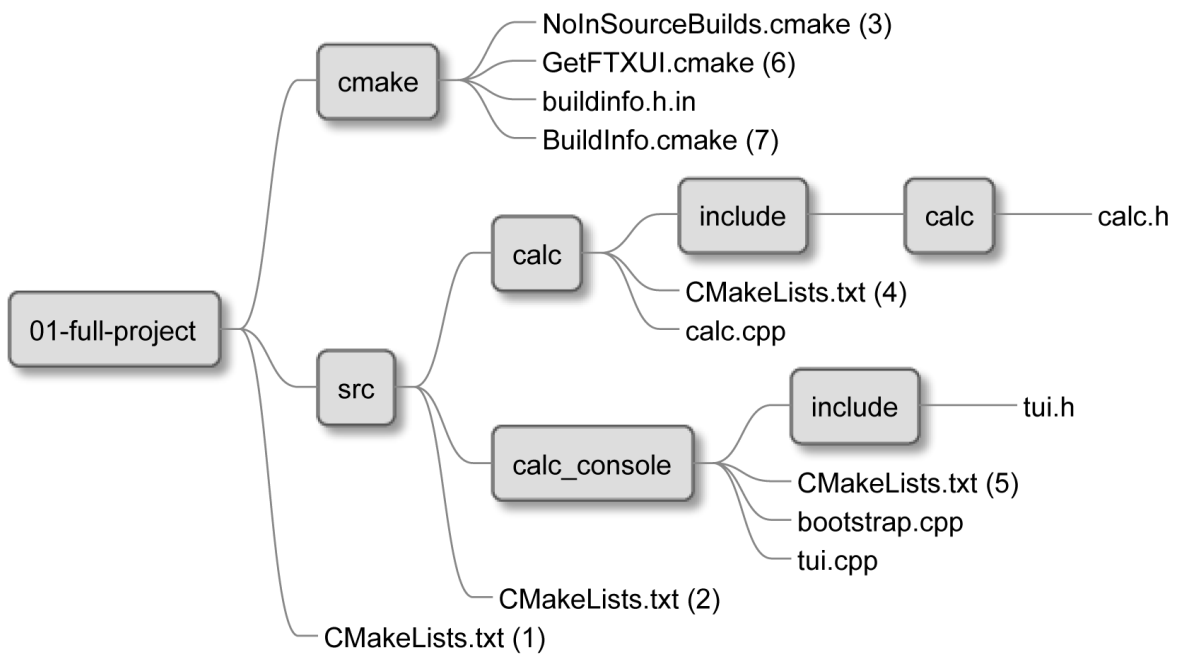 NoInSourceBuilds.cmake (3)
GetFTXUI.cmake (6)
cmake
buildinfo.h.in
BuildInfo.cmake (7)
include
calc
calc.h
calc
CMakeLists.txt (4)
calc.cpp
01-full-project
src
include
tui.h
calc_console
CMakeLists.txt (5)
bootstrap.cpp
tui.cpp
CMakeLists.txt (2)
CMakeLists.txt (1)